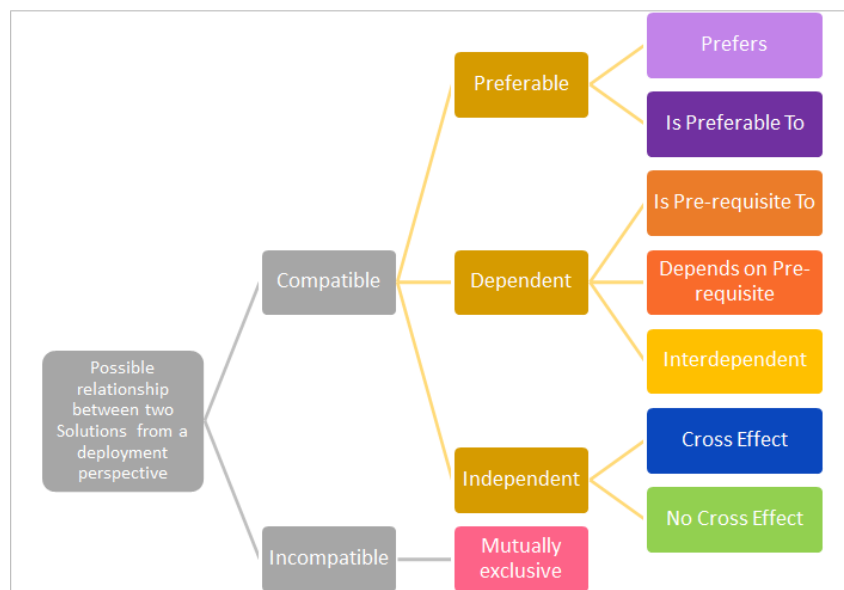 Possible
relationship
between two
Solutions from a
deployment
perspective
Compatible
Incompatible
Preferable
Dependent
Independent
Mutually
exclusive
Prefers
Is Preferable To
Is Pre-requisite To
Depends on Pre-
requisite
Interdependent
Cross Effect
No Cross Effect